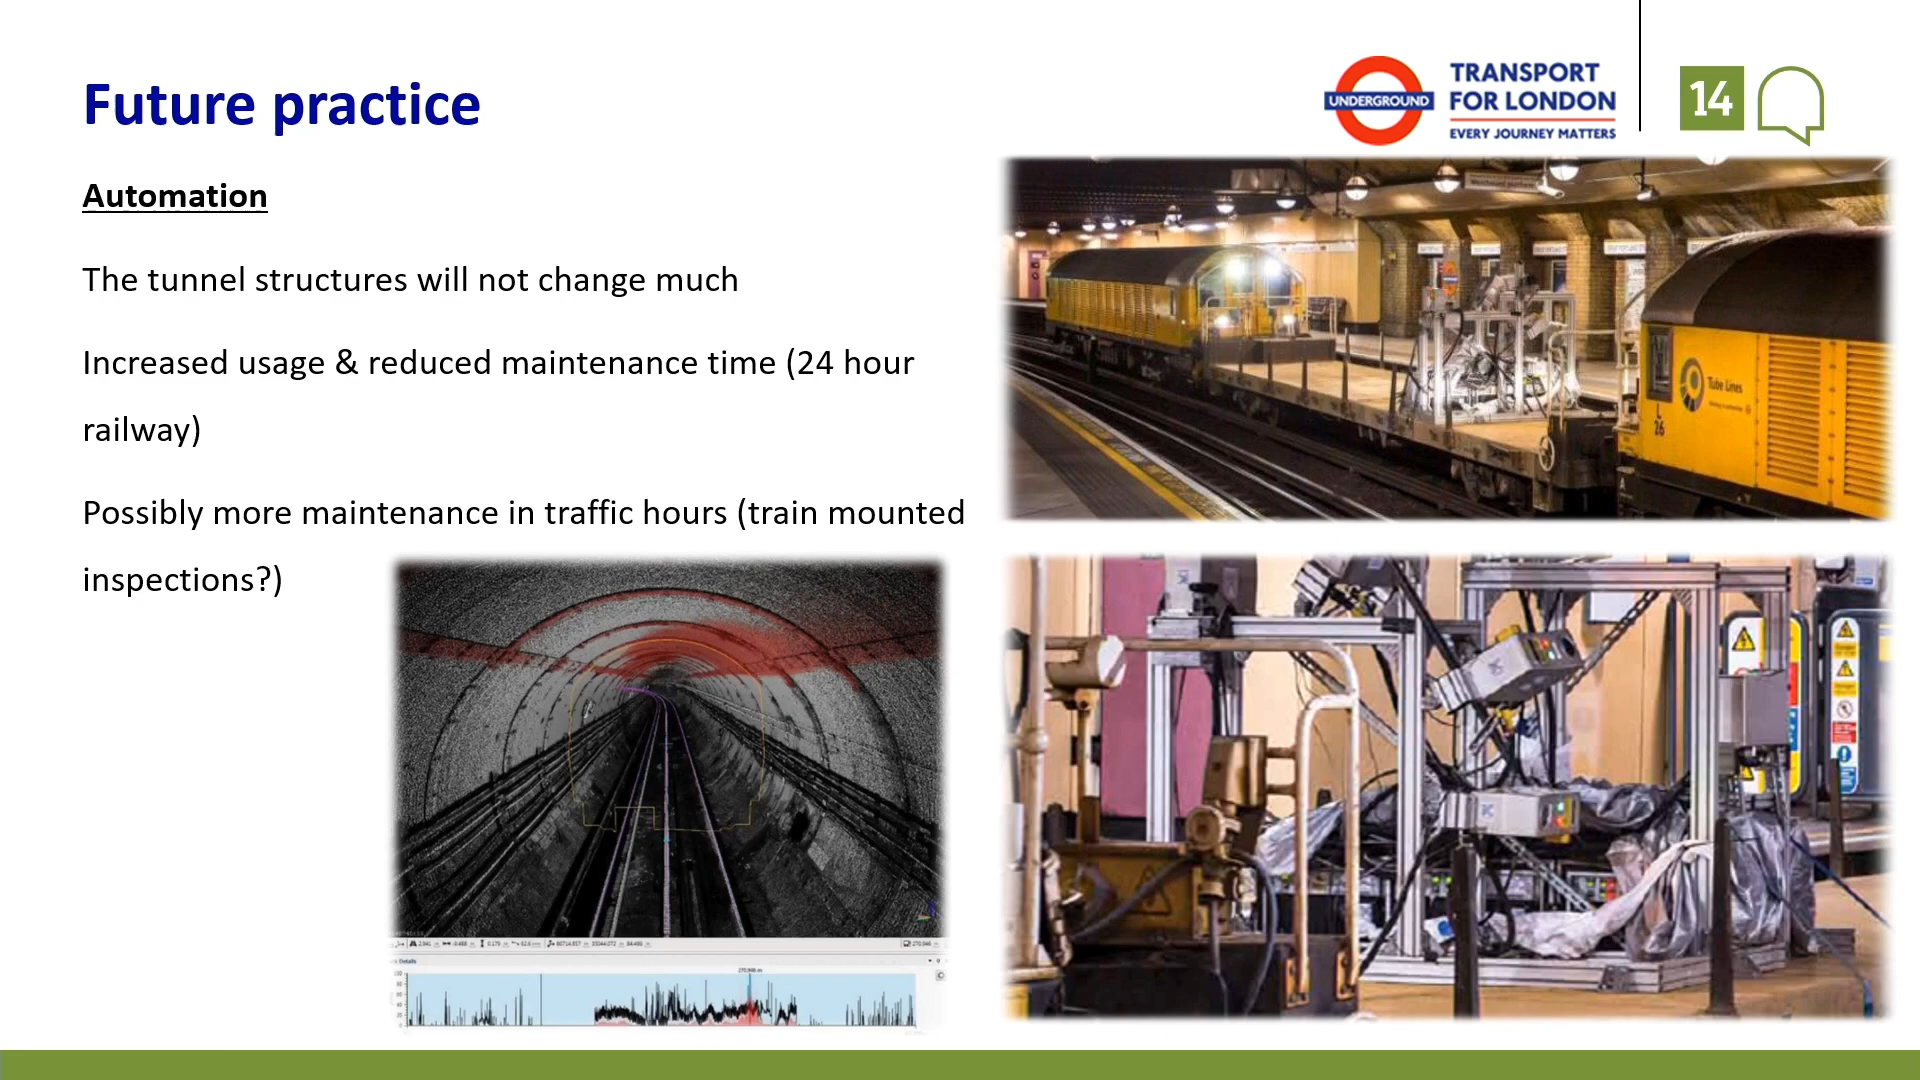 Future practice
UNDERGROUND
TRANSPORT
FOR LONDON
EVERY JOURNEY MATTERS
14
Automation
The tunnel structures will not change much
Increased usage & reduced maintenance time (24 hour
railway)
Possibly more maintenance in traffic hours (train mounted
inspections?)
Tube Lines
L
26